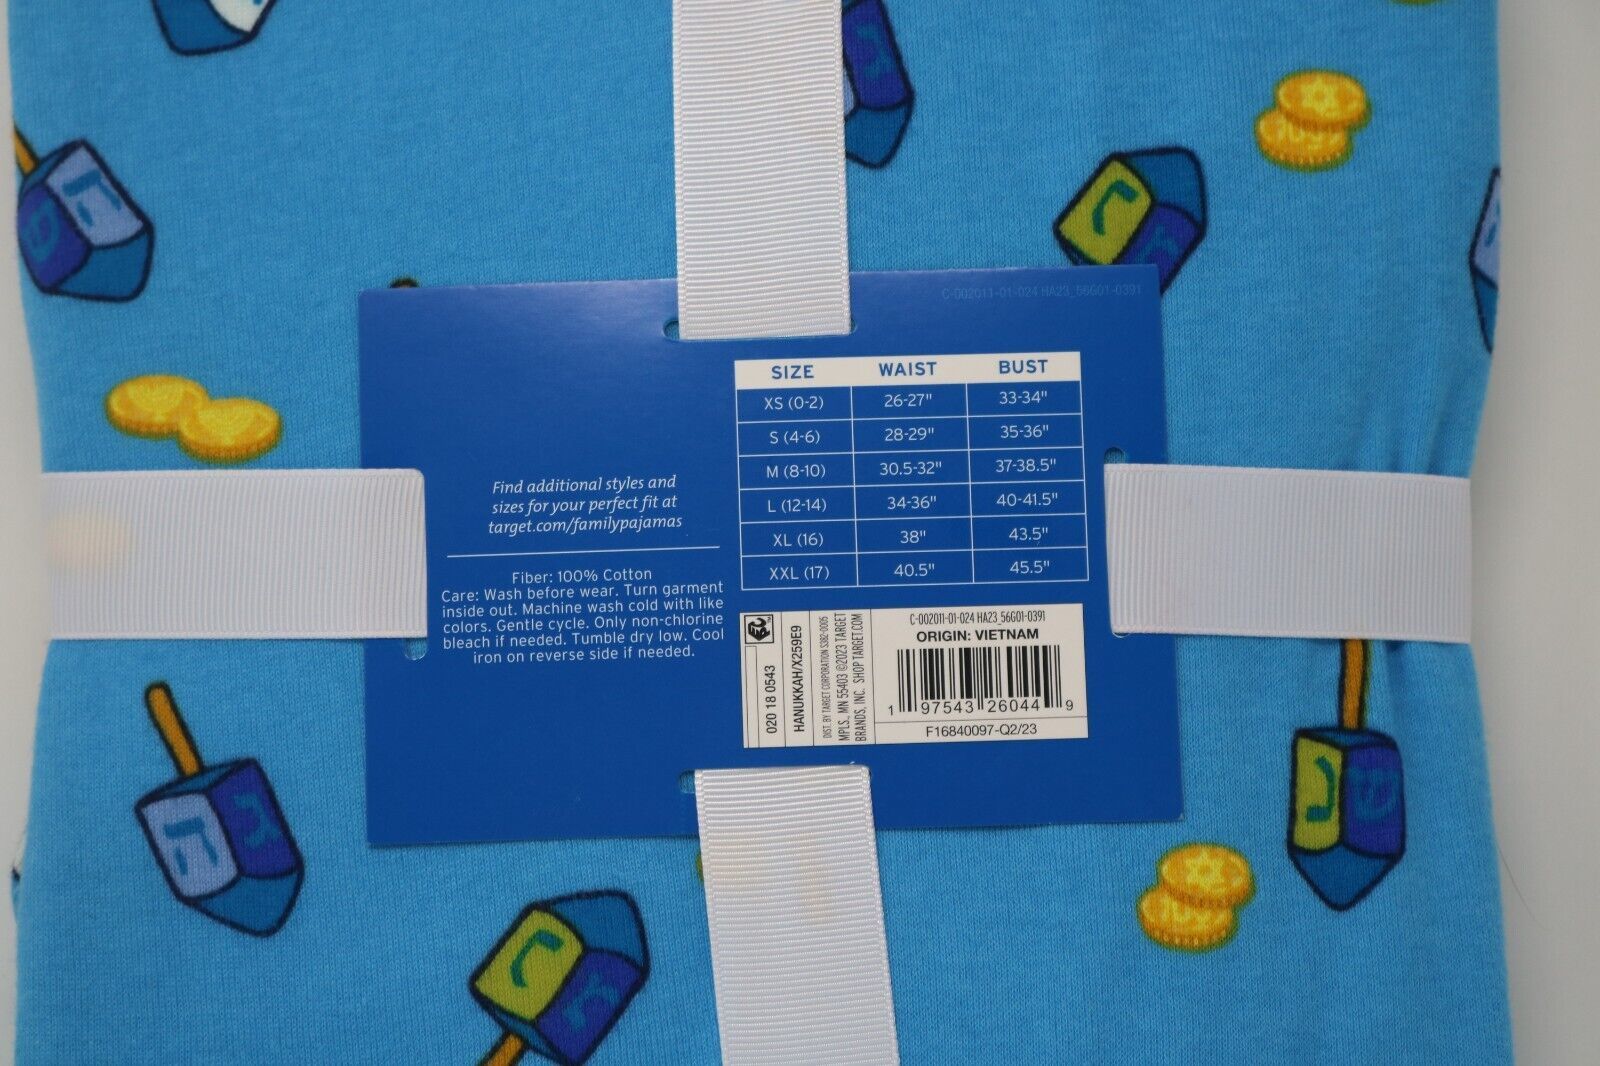 C-002011-01-024 HA23_56G01-0391
Find additional styles and
sizes for your perfect fit at
target.com/familypajamas
Fiber: 100% Cotton
Care: Wash before wear. Turn garment
inside out. Machine wash cold with like
colors. Gentle cycle. Only non-chlorine
bleach if needed. Tumble dry low. Cool
iron on reverse side if needed.
SIZE WAIST BUST
XS (0-2) 26-27" 33-34"
S (4-6) 28-29" 35-36"
M (8-10) 30.5-32" 37-38.5"
L (12-14) 34-36" 40-41.5"
XL (16) 38" 43.5"
XXL (17) 40.5" 45.5"
020 18 0543
HANUKKAH/X259E9
DIST. BY TARGET CORPORATION S382-0005
MPLS., MN 55403 ©2023 TARGET
BRANDS, INC. SHOP TARGET.COM
C-002011-01-024 HA23_56G01-0391
ORIGIN: VIETNAM
1 97543 26044 9
F16840097-Q2/23
ה
ג
נ
ש
ה
ג
נ